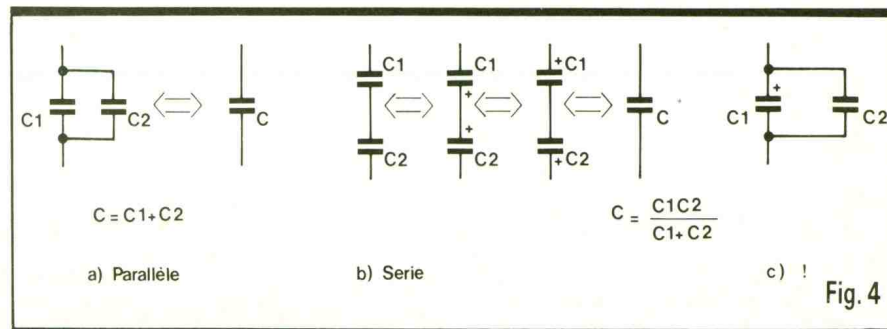 C1
C2
C
C=C1+C2
a) Parallèle
C1
C2
C1
+
+
C2
+C1
+C2
C
C = C1C2
C1+C2
b) Serie
+
C1
C2
c) !
Fig. 4